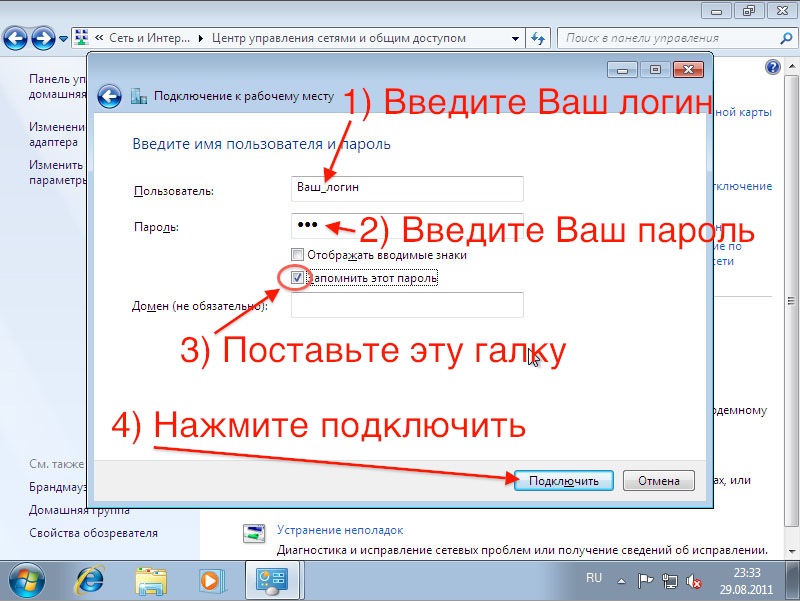 « Сеть и Интер... ▸ Центр управления сетями и общим доступом
Поиск в панели управления
Панель уп
домашняя
Изменени
адаптера
Изменить
параметры
ной карты
Подключение к рабочему месту
1) Введите Ваш логин
Введите имя пользователя и пароль
Пользователь:
Ваш_логин
тключение
Пароль:
•••
2) Введите Ваш пароль
ие по
сети
Отображать вводимые знаки
Запомнить этот пароль
Домен (не обязательно):
3) Поставьте эту галку
одемному
4) Нажмите подключить
Подключить
Отмена
ах, или
См. также
Брандмауэ
Домашняя группа
Свойства обозревателя
Устранение неполадок
Диагностика и исправление сетевых проблем или получение сведений об исправлении.
RU
23:33
29.08.2011